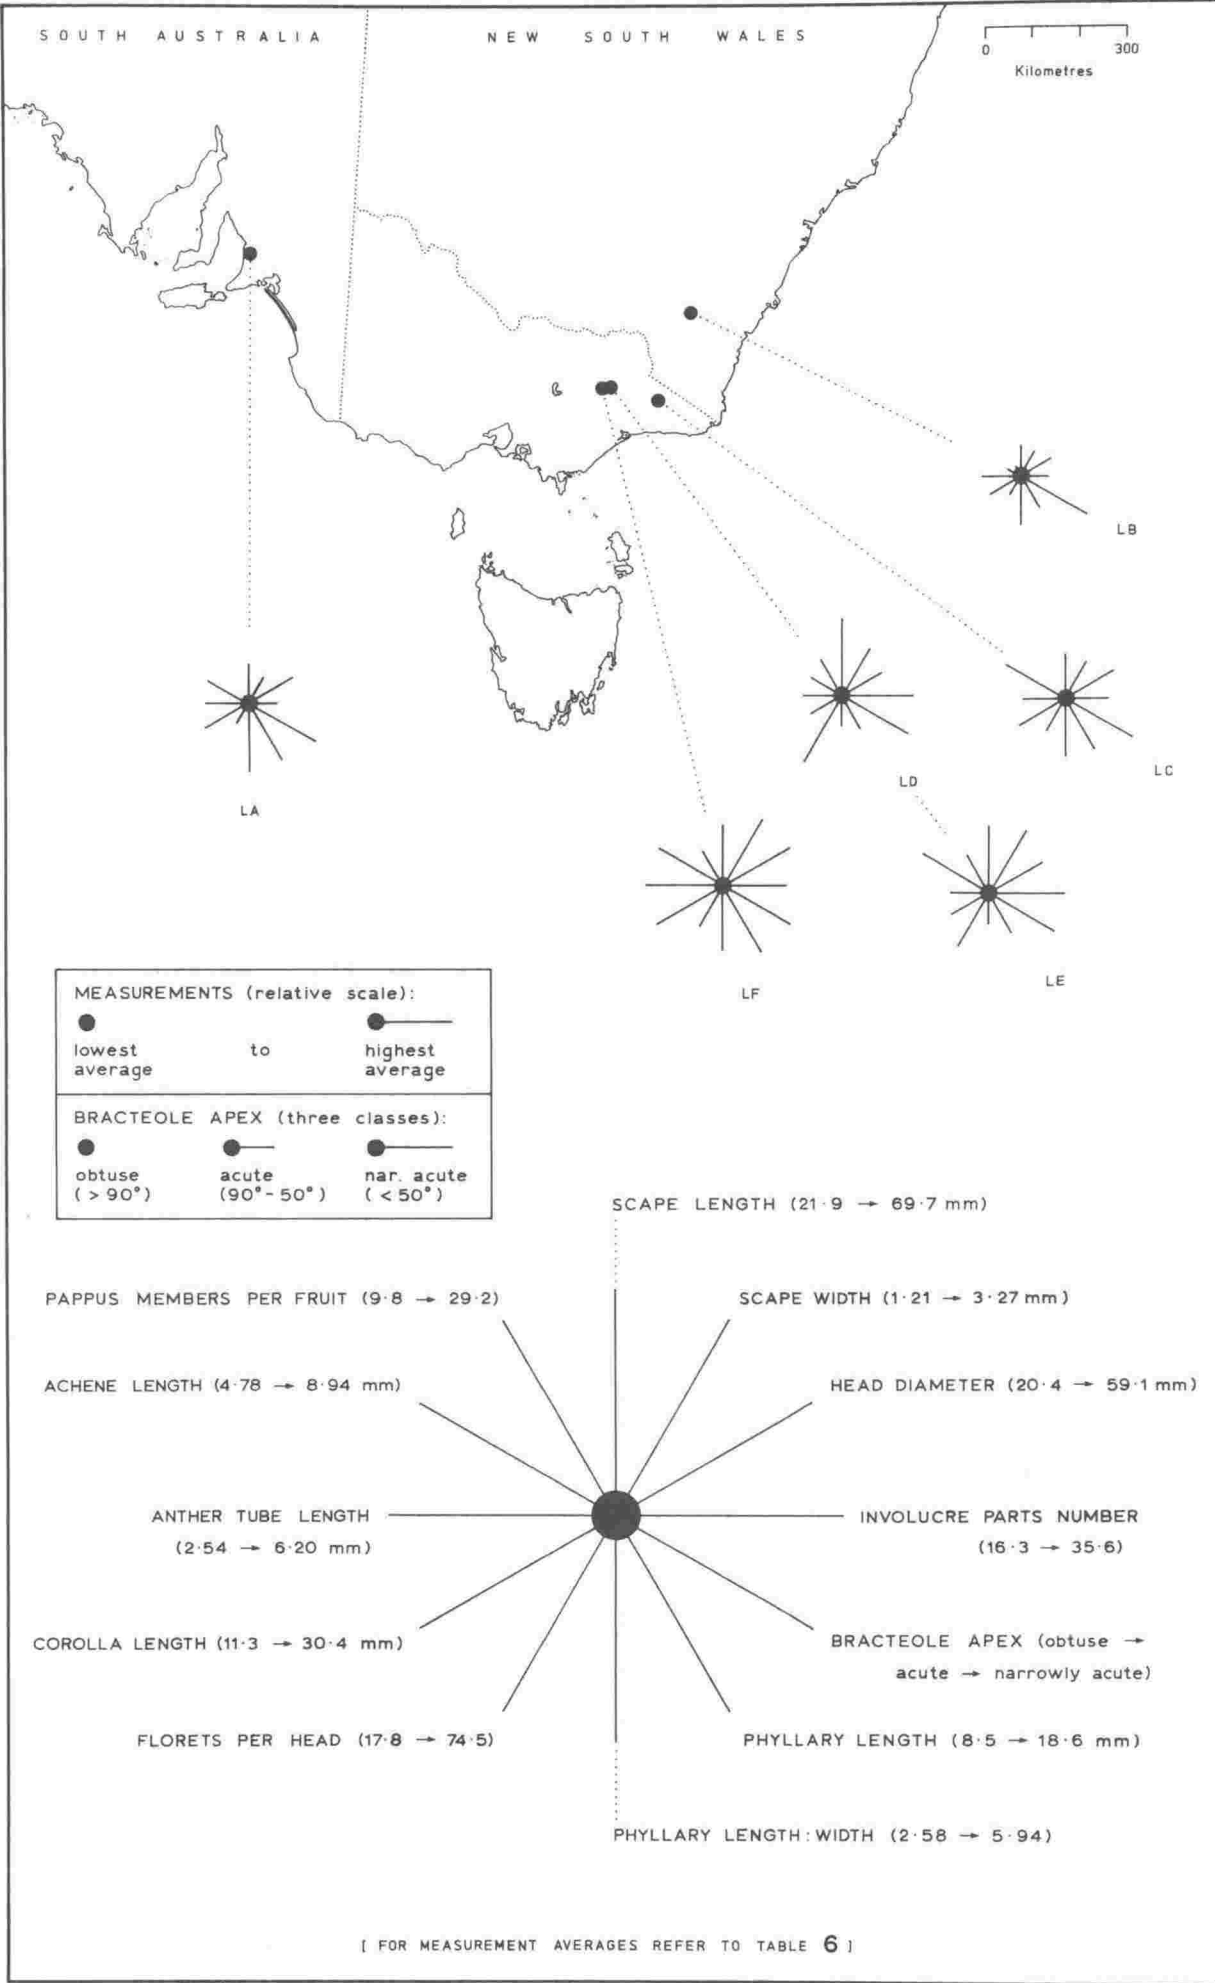 SOUTH AUSTRALIA
NEW SOUTH WALES
0 300
Kilometres
LB
LC
LD
LA
LE
LF
MEASUREMENTS (relative scale):
lowest to highest
average average
BRACTEOLE APEX (three classes):
obtuse acute nar. acute
(>90°) (90°-50°) (<50°)
SCAPE LENGTH (21·9 → 69·7 mm)
PAPPUS MEMBERS PER FRUIT (9·8 → 29·2)
SCAPE WIDTH (1·21 → 3·27 mm)
ACHENE LENGTH (4·78 → 8·94 mm)
HEAD DIAMETER (20·4 → 59·1 mm)
ANTHER TUBE LENGTH
(2·54 → 6·20 mm)
INVOLUCRE PARTS NUMBER
(16·3 → 35·6)
COROLLA LENGTH (11·3 → 30·4 mm)
BRACTEOLE APEX (obtuse →
acute → narrowly acute)
FLORETS PER HEAD (17·8 → 74·5)
PHYLLARY LENGTH (8·5 → 18·6 mm)
PHYLLARY LENGTH:WIDTH (2·58 → 5·94)
[ FOR MEASUREMENT AVERAGES REFER TO TABLE 6 ]